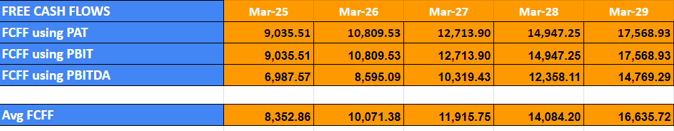 FREE CASH FLOWS Mar-25 Mar-26 Mar-27 Mar-28 Mar-29
FCFF using PAT 9,035.51 10,809.53 12,713.90 14,947.25 17,568.93
FCFF using PBIT 9,035.51 10,809.53 12,713.90 14,947.25 17,568.93
FCFF using PBITDA 6,987.57 8,595.09 10,319.43 12,358.11 14,769.29
Avg FCFF 8,352.86 10,071.38 11,915.75 14,084.20 16,635.72